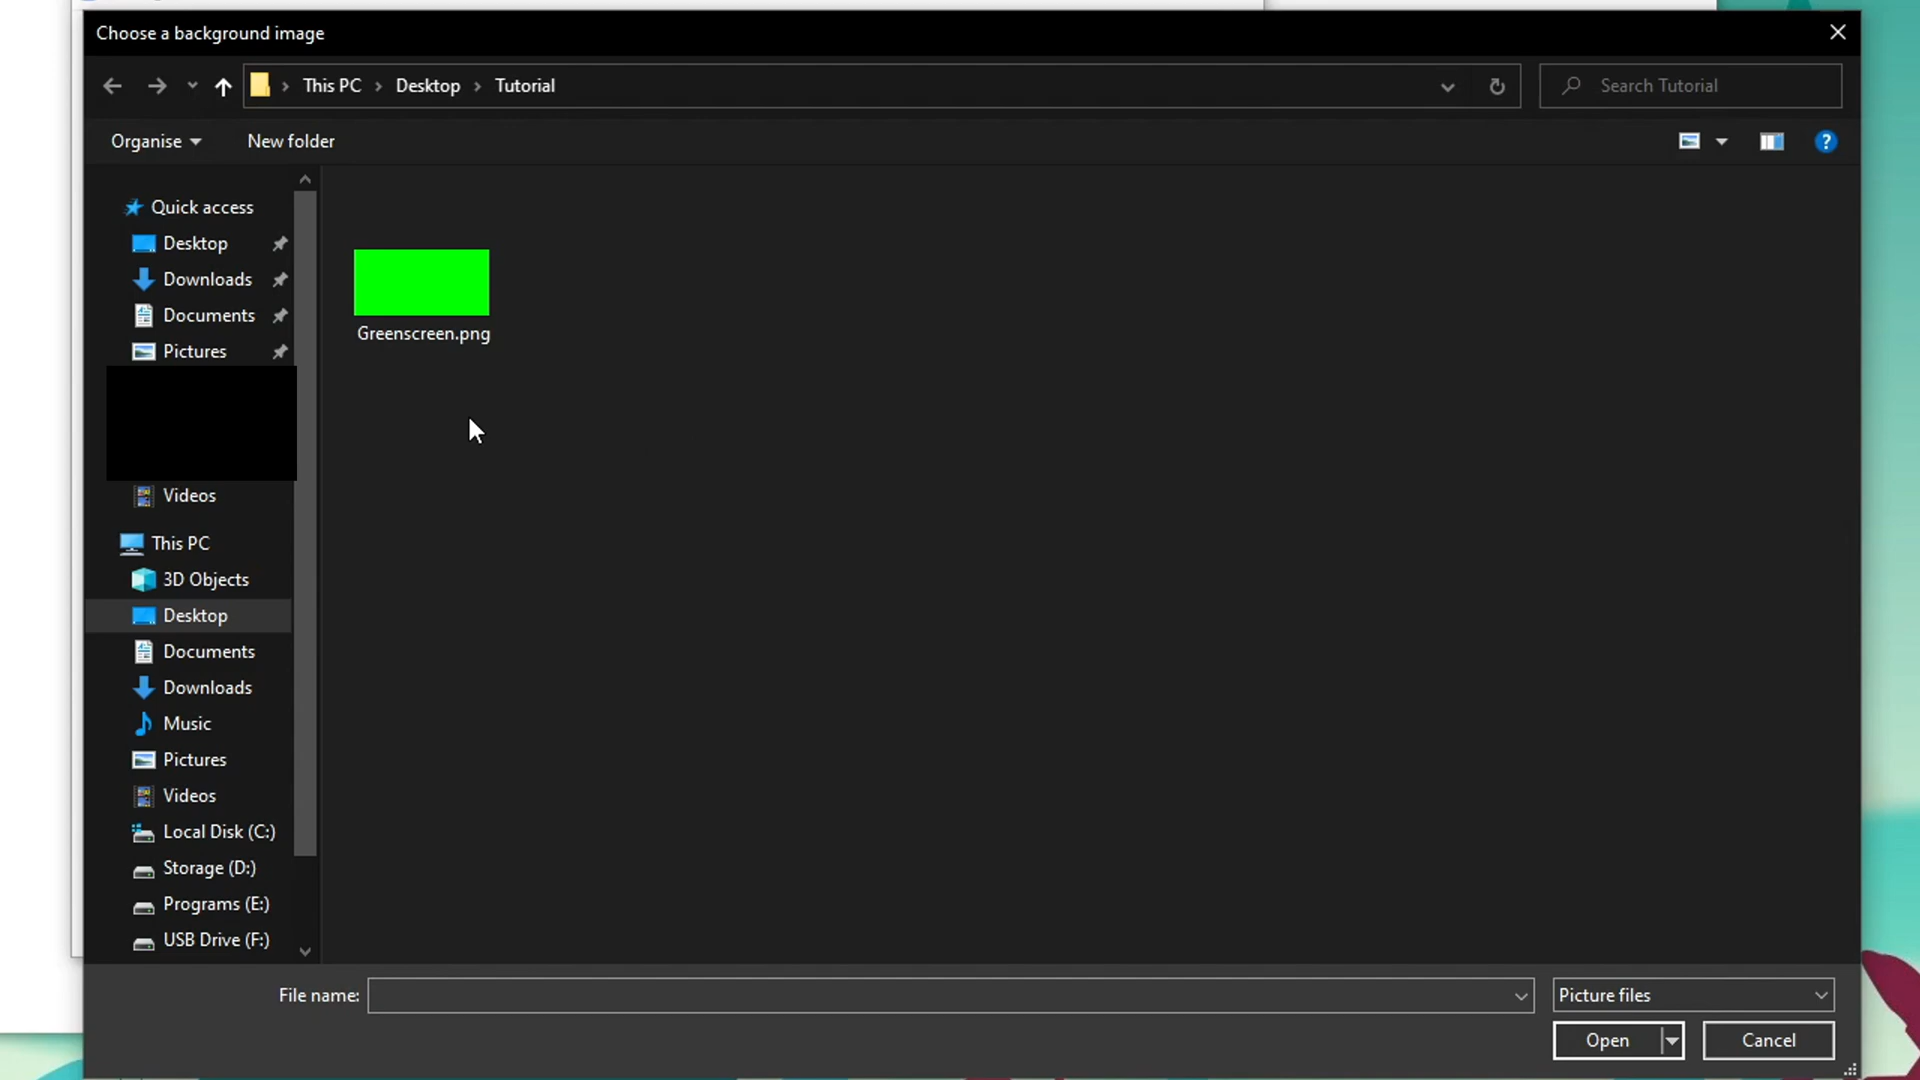 Choose a background image
This PC > Desktop > Tutorial
Search Tutorial
Organise
New folder
?
Quick access
Desktop
Downloads
Documents
Pictures
Videos
This PC
3D Objects
Desktop
Documents
Downloads
Music
Pictures
Videos
Local Disk (C:)
Storage (D:)
Programs (E:)
USB Drive (F:)
Greenscreen.png
File name:
Picture files
Open
Cancel